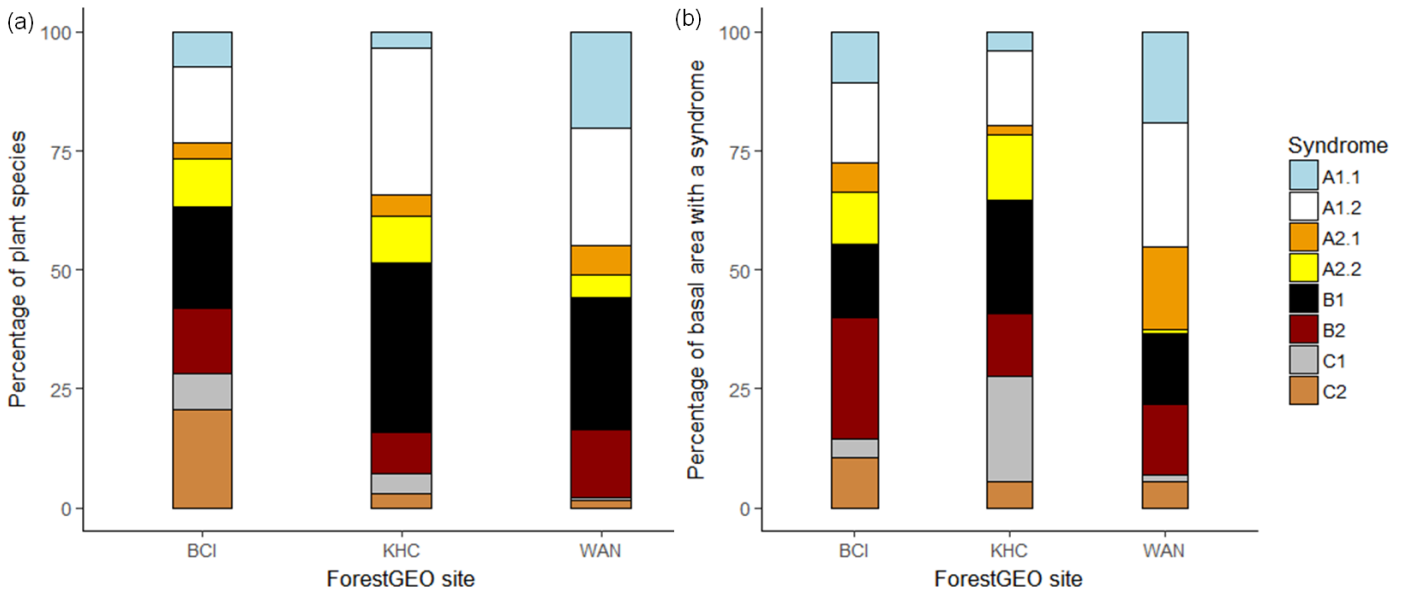 (a)
Percentage of plant species
100
75
50
25
0
BCI KHC WAN
ForestGEO site
(b)
Percentage of basal area with a syndrome
100
75
50
25
0
BCI KHC WAN
ForestGEO site
Syndrome
A1.1
A1.2
A2.1
A2.2
B1
B2
C1
C2